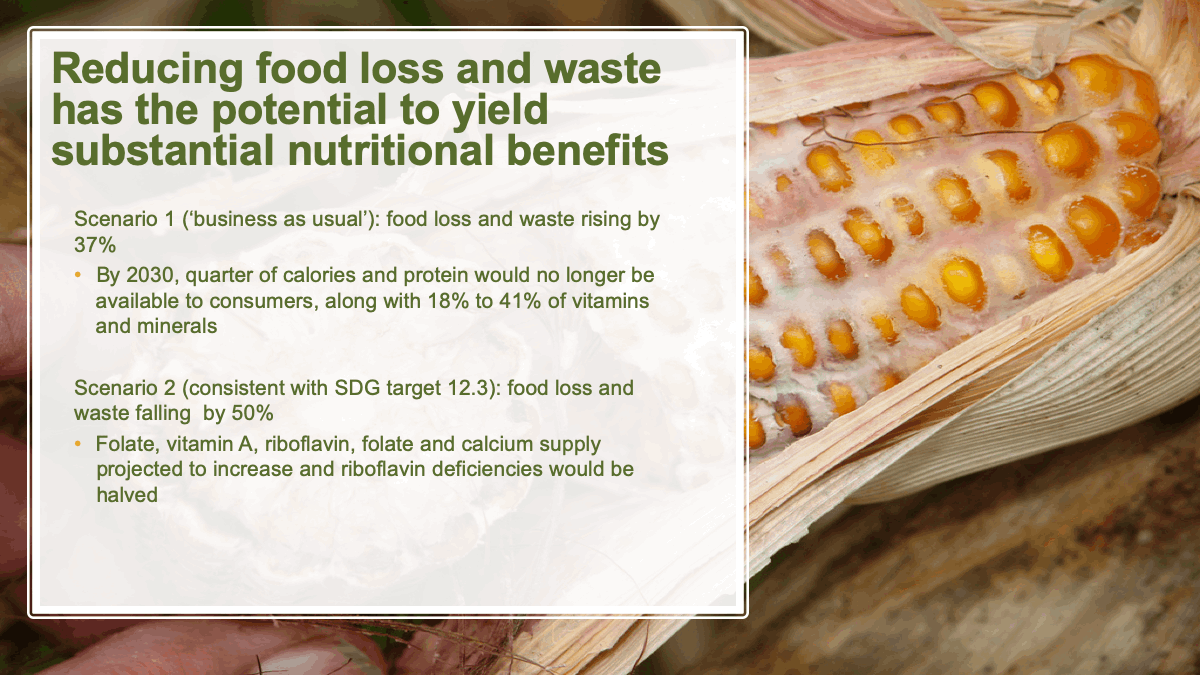 Reducing food loss and waste
has the potential to yield
substantial nutritional benefits
Scenario 1 (‘business as usual’): food loss and waste rising by
37%
• By 2030, quarter of calories and protein would no longer be
available to consumers, along with 18% to 41% of vitamins
and minerals
Scenario 2 (consistent with SDG target 12.3): food loss and
waste falling  by 50%
• Folate, vitamin A, riboflavin, folate and calcium supply
projected to increase and riboflavin deficiencies would be
halved